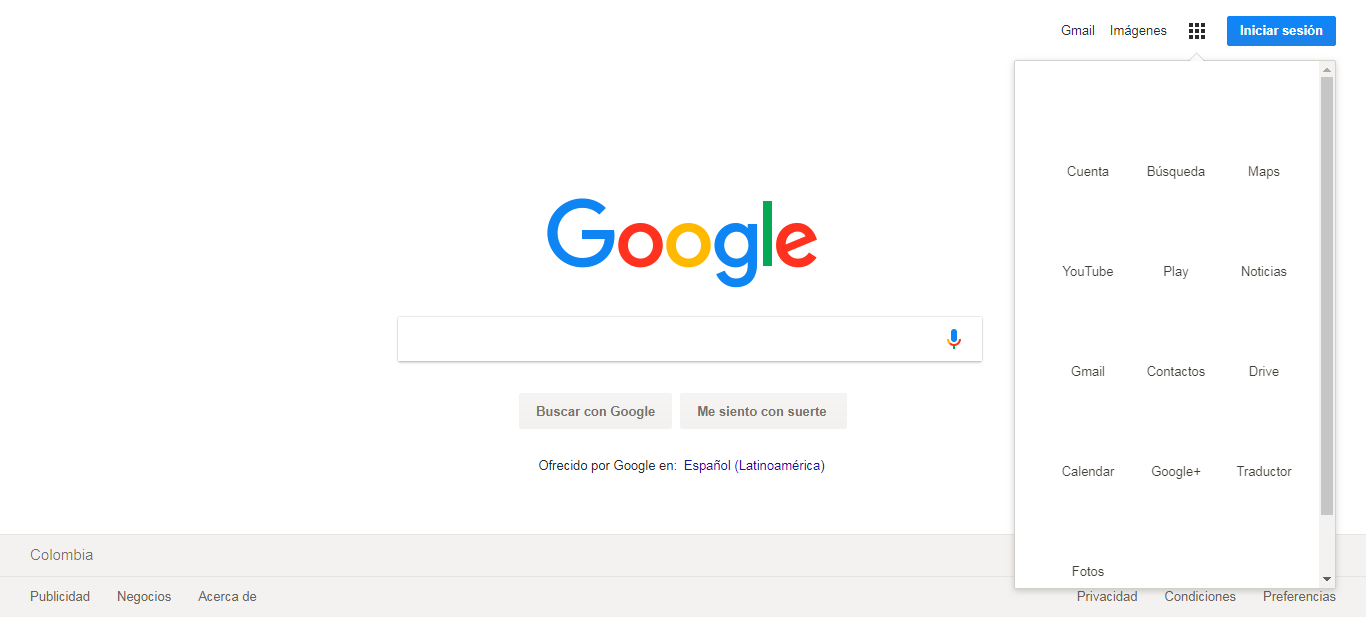 Gmail Imágenes Iniciar sesión
Cuenta Búsqueda Maps
YouTube Play Noticias
Google
Gmail Contactos Drive
Buscar con Google Me siento con suerte
Ofrecido por Google en: Español (Latinoamérica)
Calendar Google+ Traductor
Fotos
Colombia
Publicidad Negocios Acerca de
Privacidad Condiciones Preferencias